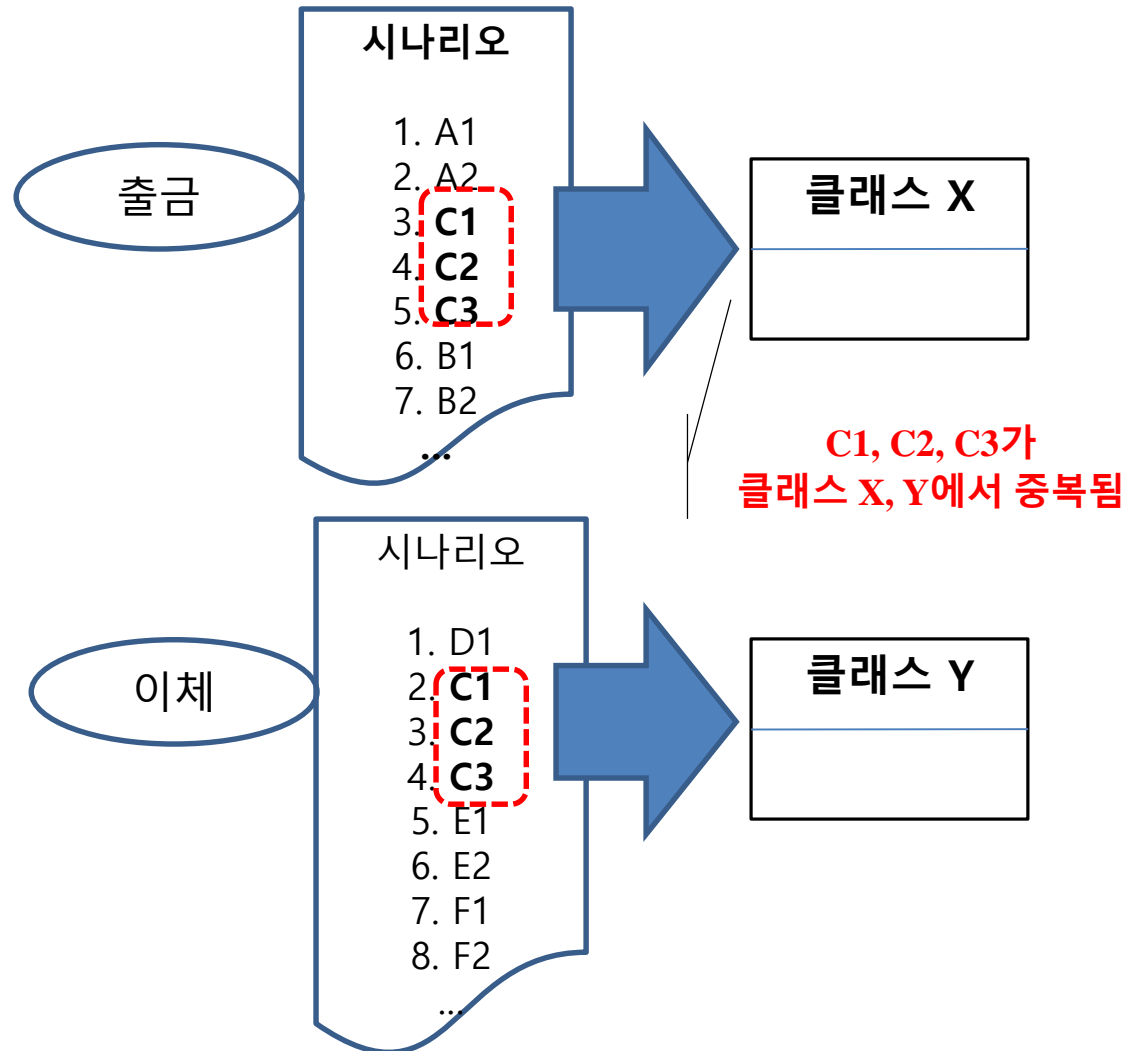 시나리오
출금
1. A1
2. A2
3. C1
4. C2
5. C3
6. B1
7. B2
...
클래스 X
C1, C2, C3가
클래스 X, Y에서 중복됨
시나리오
이체
1. D1
2. C1
3. C2
4. C3
5. E1
6. E2
7. F1
8. F2
...
클래스 Y